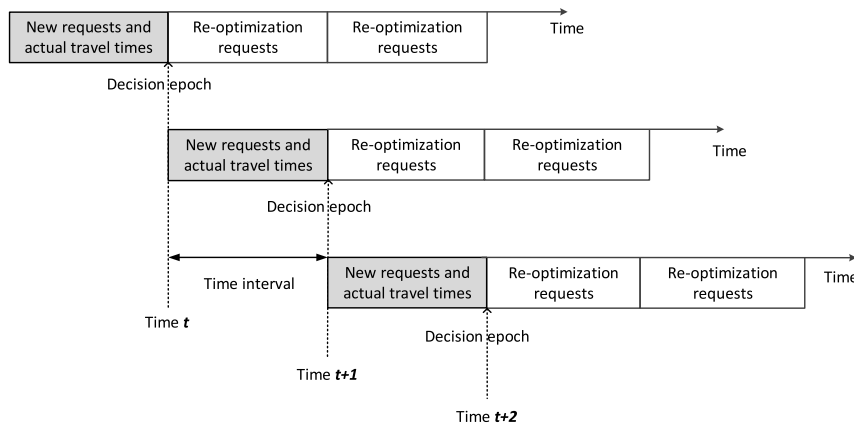 New requests and
actual travel times
Re-optimization
requests
Re-optimization
requests
Time
Decision epoch
New requests and
actual travel times
Re-optimization
requests
Re-optimization
requests
Time
Decision epoch
Time interval
New requests and
actual travel times
Re-optimization
requests
Re-optimization
requests
Time
Time t
Decision epoch
Time t+1
Time t+2